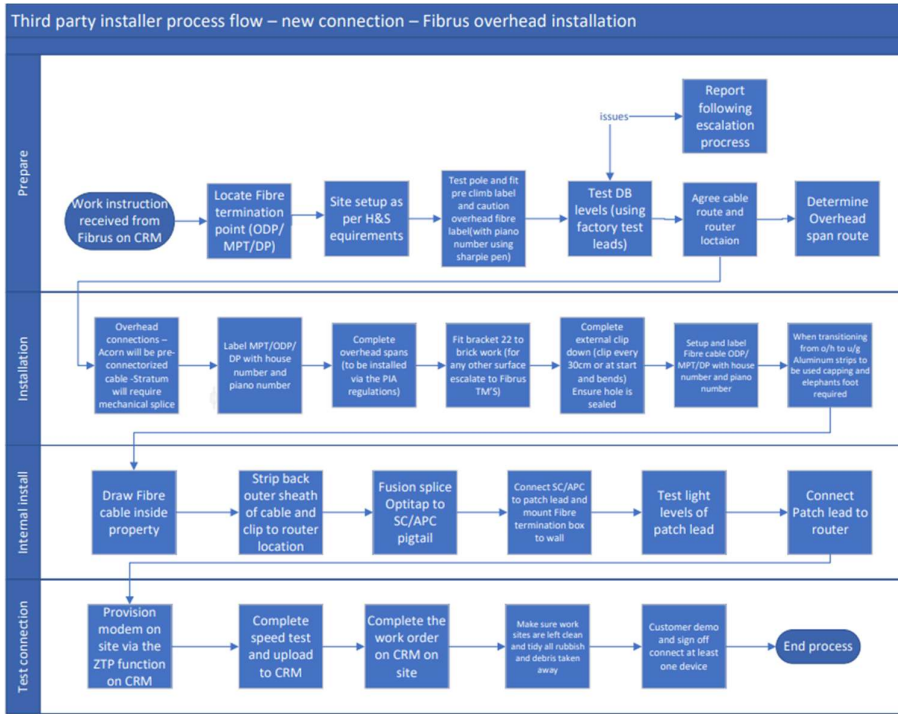 Third party installer process flow – new connection – Fibrus overhead installation
Prepare
issues
Report
following
escalation
procress
Work instruction
received from
Fibrus on CRM
Locate Fibre
termination
point (ODP/
MPT/DP)
Site setup as
per H&S
equirements
Test pole and fit
pre climb label
and caution
overhead fibre
label(with piano
number using
sharpie pen)
Test DB
levels (using
factory test
leads)
Agree cable
route and
router
loctaion
Determine
Overhead
span route
Installation
Overhead
connections –
Acorn will be pre-
connectorized
cable -Stratum
will require
mechanical splice
Label MPT/ODP/
DP with house
number and
piano number
Complete
overhead spans
(to be installed
via the PIA
regulations)
Fit bracket 22 to
brick work (for
any other surface
escalate to Fibrus
TM'S)
Complete
external clip
down (clip every
30cm or at start
and bends)
Ensure hole is
sealed
Setup and label
Fibre cable ODP/
MPT/DP with house
number and piano
number
When transitioning
from o/h to u/g
Aluminum strips to
be used capping and
elephants foot
required
Internal install
Draw Fibre
cable inside
property
Strip back
outer sheath
of cable and
clip to router
location
Fusion splice
Optitap to
SC/APC
pigtail
Connect SC/APC
to patch lead and
mount Fibre
termination box
to wall
Test light
levels of
patch lead
Connect
Patch lead to
router
Test connection
Provision
modem on
site via the
ZTP function
on CRM
Complete
speed test
and upload
to CRM
Complete the
work order
on CRM on
site
Make sure work
sites are left clean
and tidy all rubbish
and debris taken
away
Customer demo
and sign off
connect at least
one device
End process